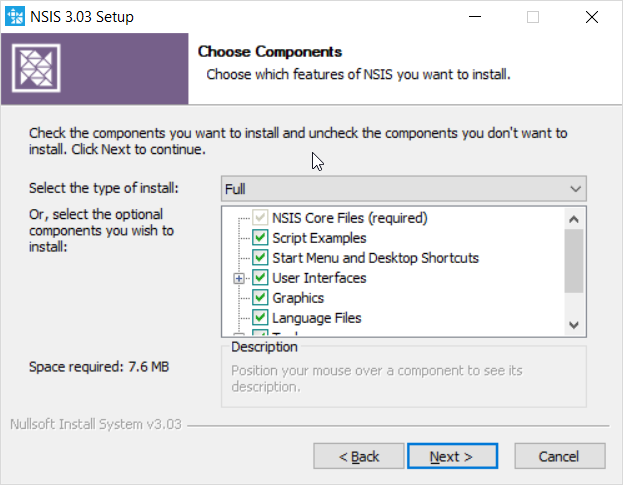 NSIS 3.03 Setup
Choose Components
Choose which features of NSIS you want to install.
Check the components you want to install and uncheck the components you don't want to
install. Click Next to continue.
Select the type of install:
Full
Or, select the optional
components you wish to
install:
NSIS Core Files (required)
Script Examples
Start Menu and Desktop Shortcuts
User Interfaces
Graphics
Language Files
Space required: 7.6 MB
Description
Position your mouse over a component to see its
description.
Nullsoft Install System v3.03
< Back
Next >
Cancel